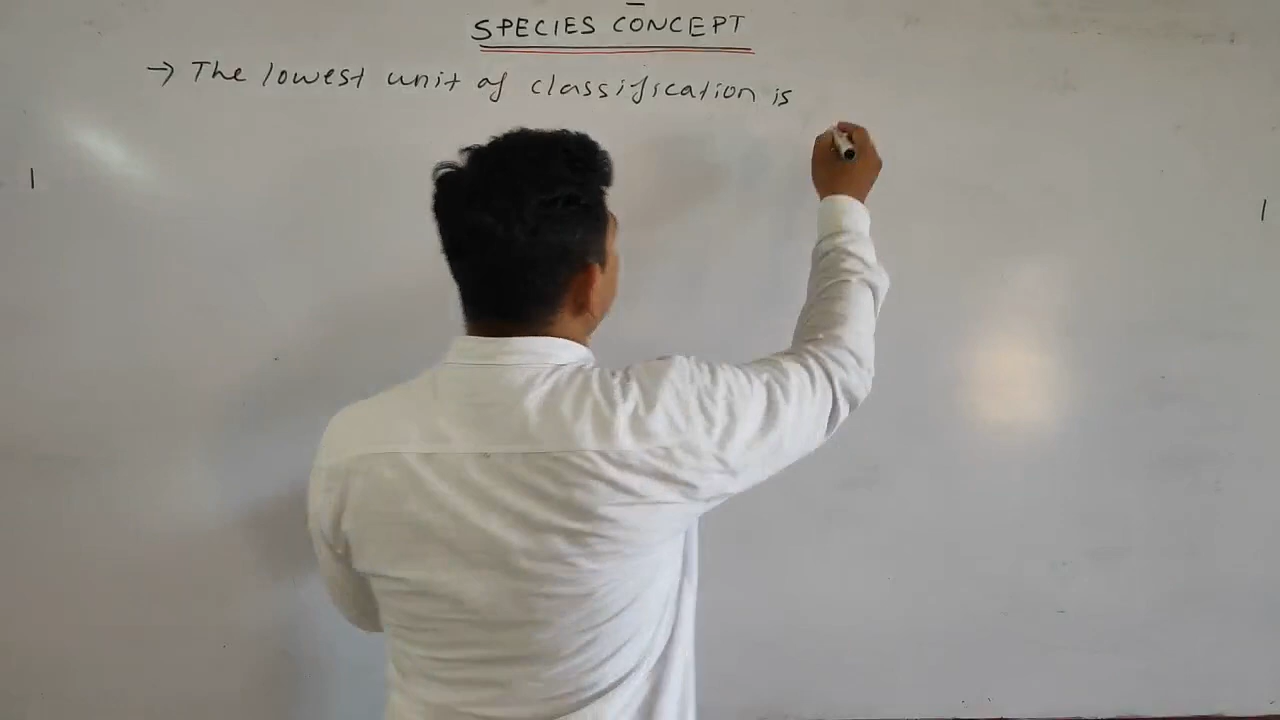 SPECIES CONCEPT
→ The lowest unit of classification is